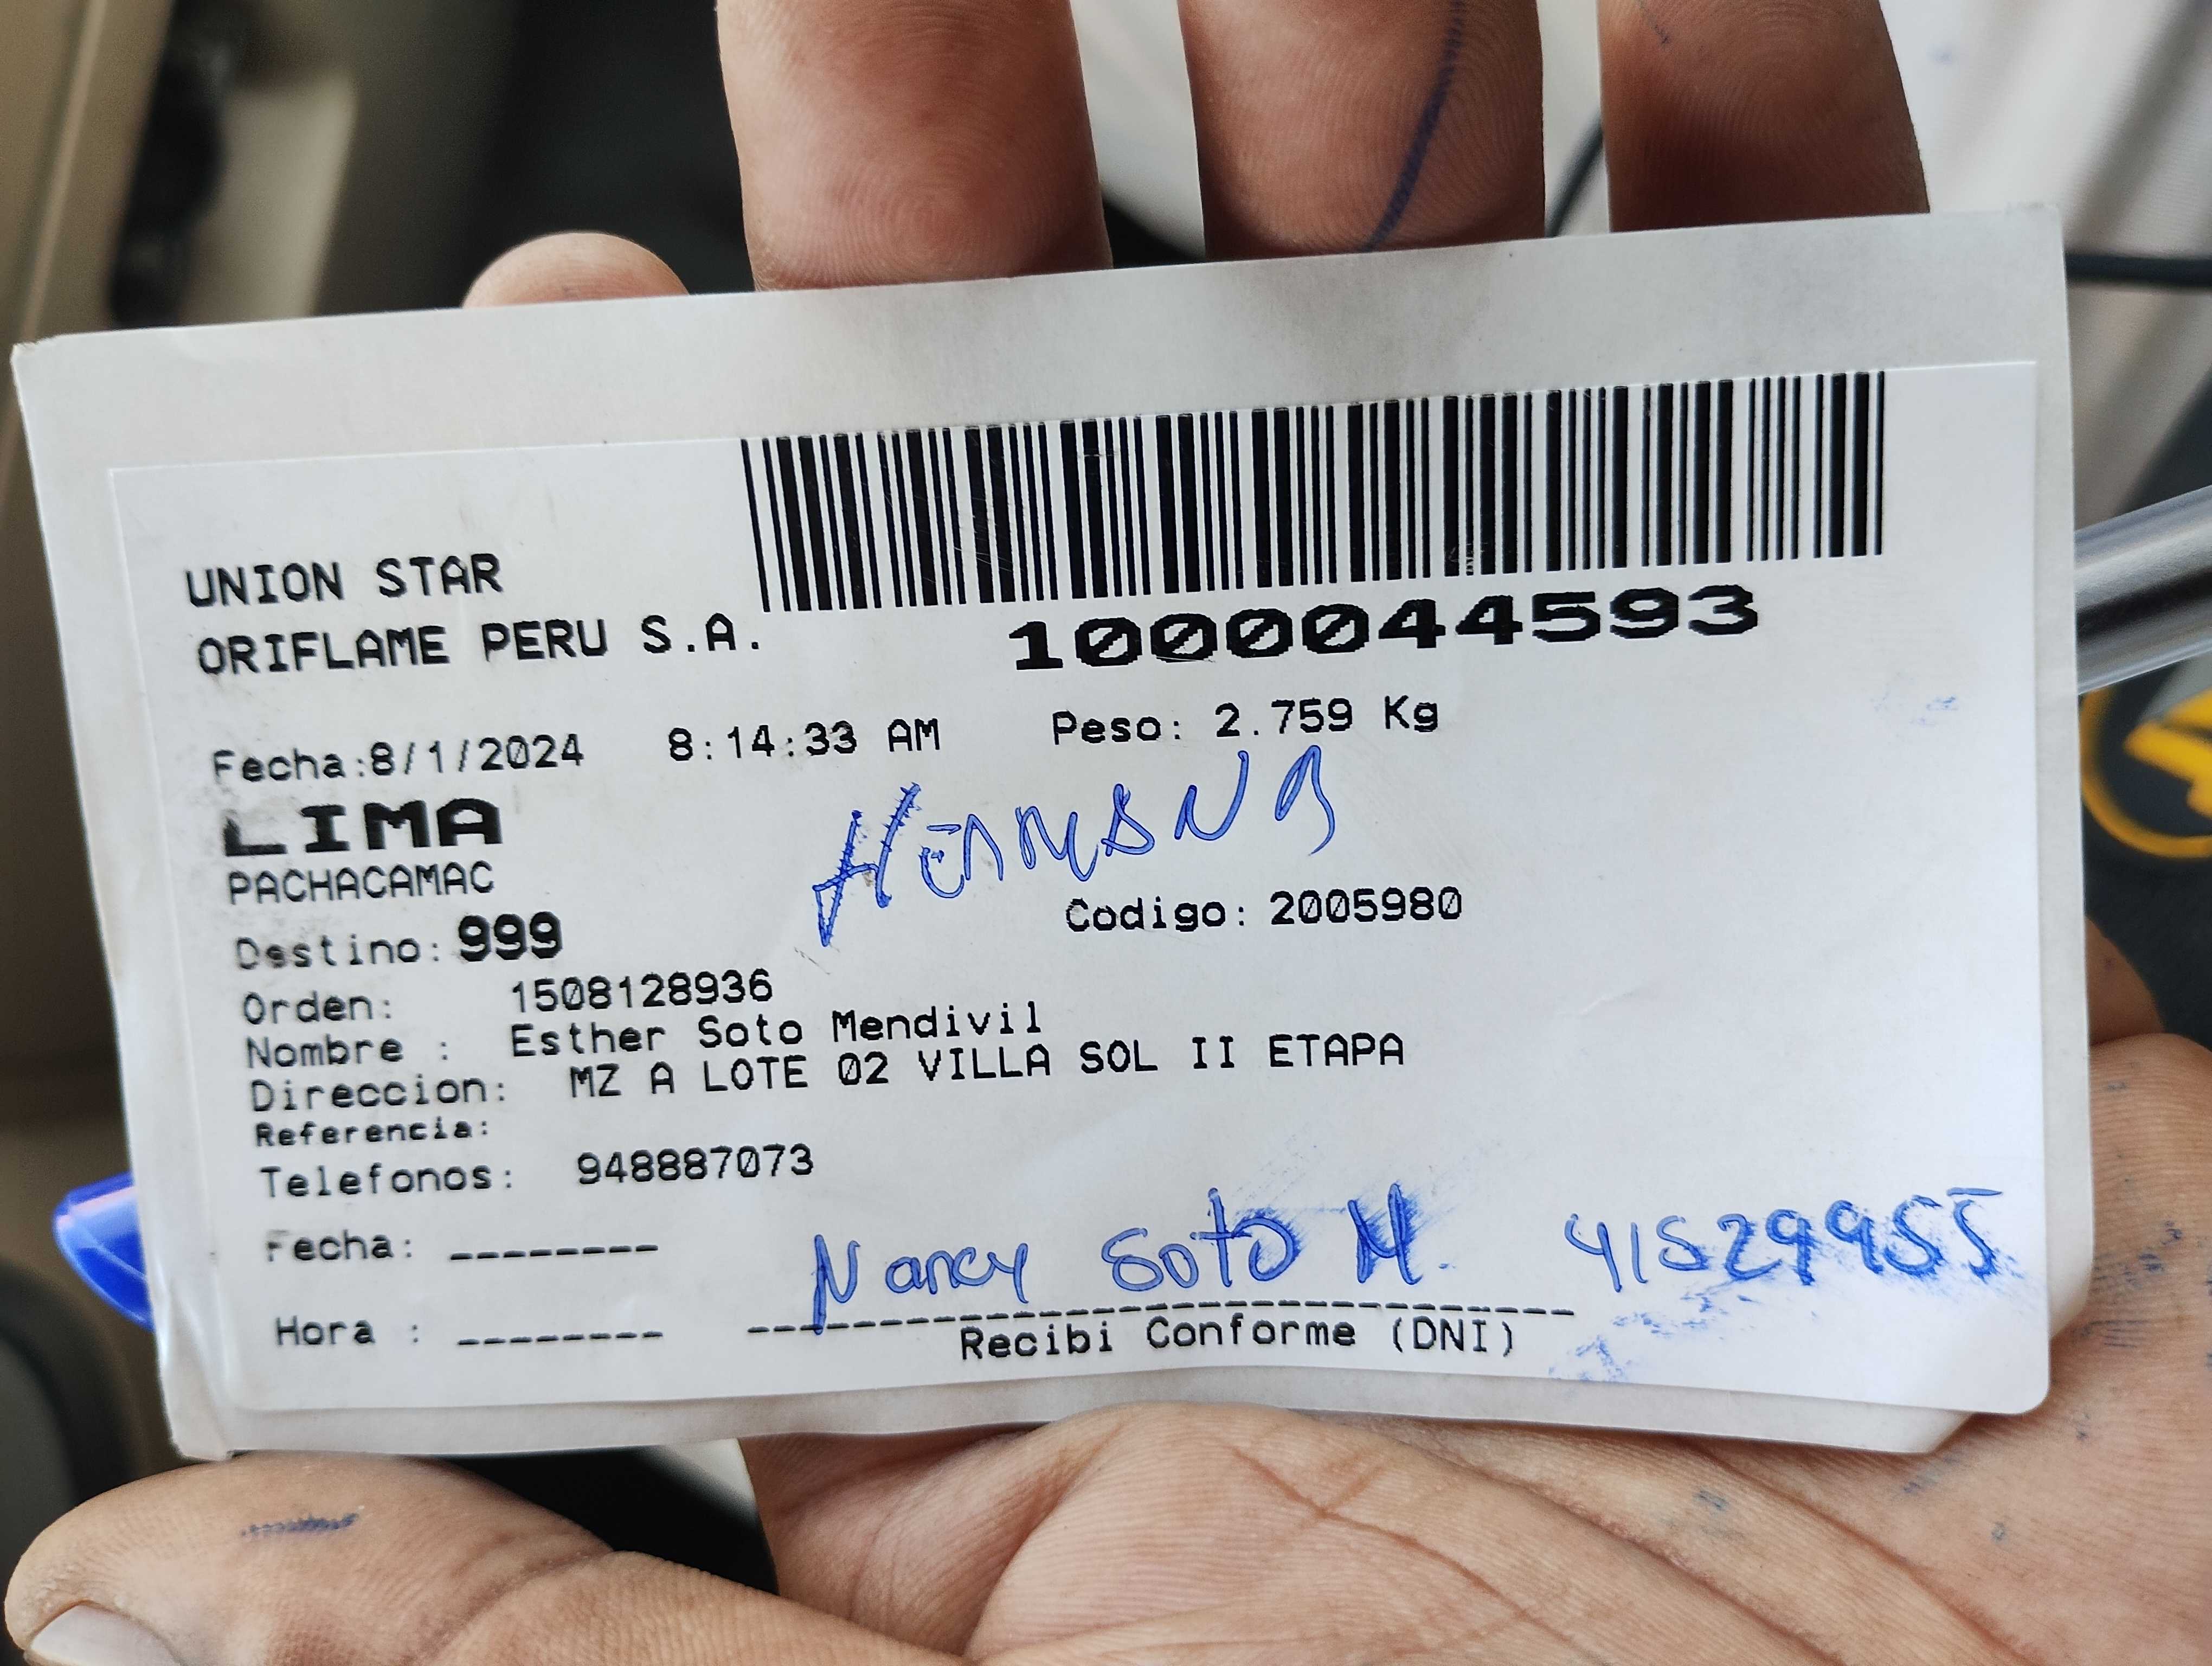 UNION STAR
ORIFLAME PERU S.A.
1000044593
Fecha:8/1/2024 8:14:33 AM Peso: 2.759 Kg
LIMA
HERMANA
PACHACAMAC
Destino: 999 Codigo: 2005980
Orden: 1508128936
Nombre : Esther Soto Mendivil
Direccion: MZ A LOTE 02 VILLA SOL II ETAPA
Referencia:
Telefonos: 948887073
Fecha: --------
Nancy Soto M. 41529955
Hora : --------
Recibi Conforme (DNI)